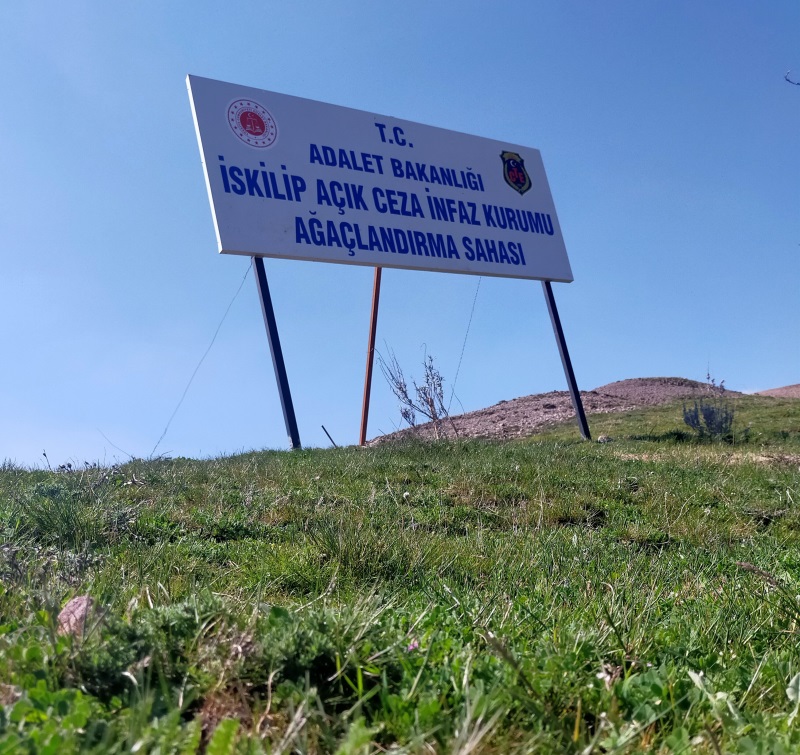 T.C.
ADALET BAKANLIĞI
İSKİLİP AÇIK CEZA İNFAZ KURUMU
AĞAÇLANDIRMA SAHASI